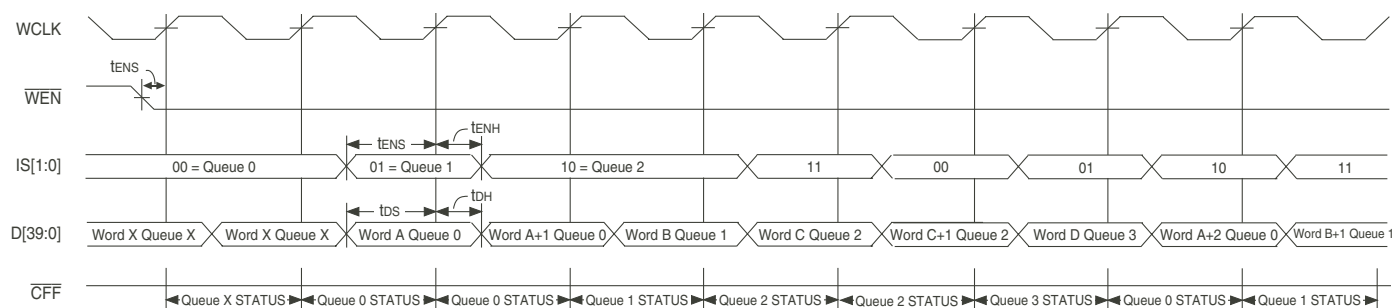 WCLK
tENS
WEN
tENS
tENH
IS[1:0]
00 = Queue 0
01 = Queue 1
10 = Queue 2
11
00
01
10
11
tDS
tDH
D[39:0]
Word X Queue X
Word X Queue X
Word A Queue 0
Word A+1 Queue 0
Word B Queue 1
Word C Queue 2
Word C+1 Queue 2
Word D Queue 3
Word A+2 Queue 0
Word B+1 Queue 1
CFF
Queue X STATUS
Queue 0 STATUS
Queue 0 STATUS
Queue 1 STATUS
Queue 2 STATUS
Queue 2 STATUS
Queue 3 STATUS
Queue 0 STATUS
Queue 1 STATUS